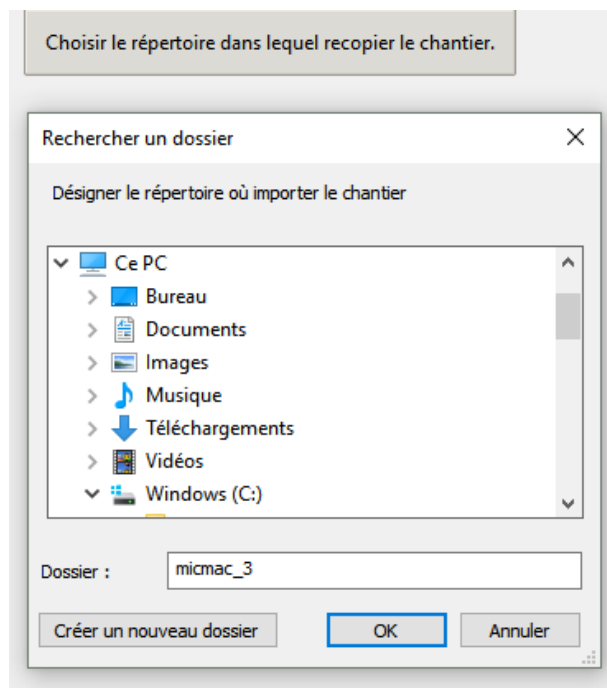 Choisir le répertoire dans lequel recopier le chantier.
Rechercher un dossier
Désigner le répertoire où importer le chantier
Ce PC
Bureau
Documents
Images
Musique
Téléchargements
Vidéos
Windows (C:)
Dossier : micmac_3
Créer un nouveau dossier OK Annuler